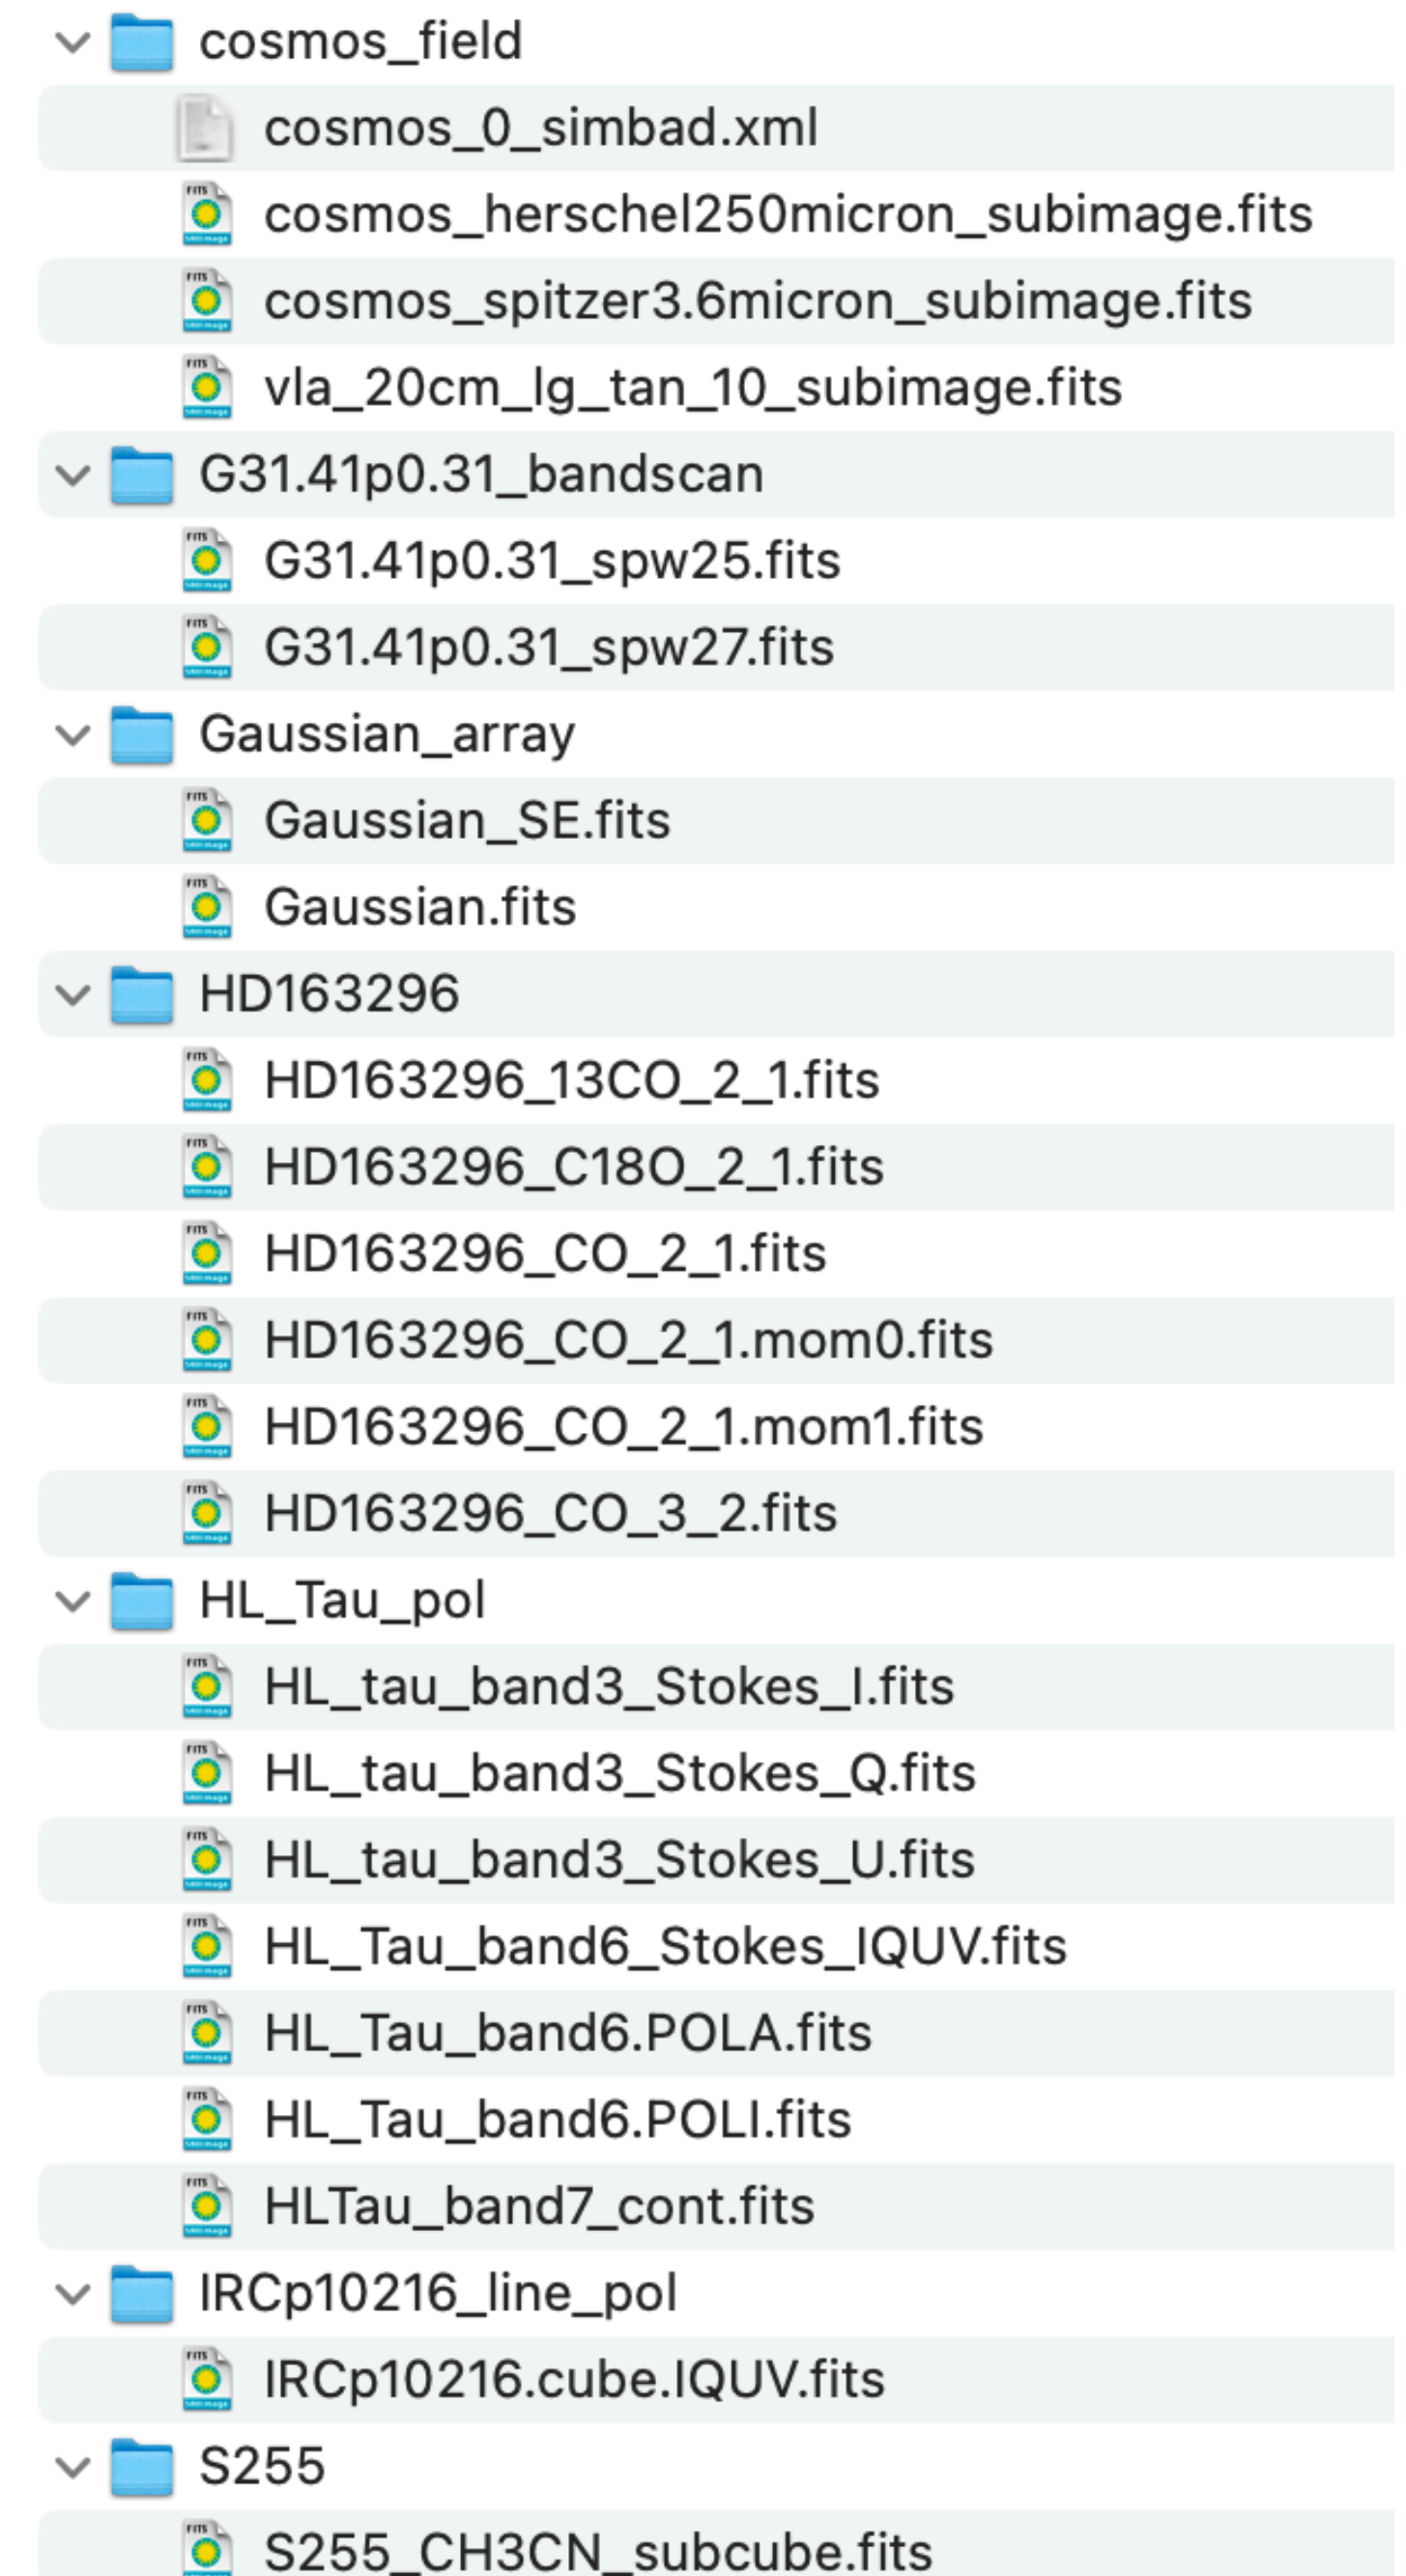 cosmos_field
cosmos_0_simbad.xml
cosmos_herschel250micron_subimage.fits
cosmos_spitzer3.6micron_subimage.fits
vla_20cm_lg_tan_10_subimage.fits
G31.41p0.31_bandscan
G31.41p0.31_spw25.fits
G31.41p0.31_spw27.fits
Gaussian_array
Gaussian_SE.fits
Gaussian.fits
HD163296
HD163296_13CO_2_1.fits
HD163296_C18O_2_1.fits
HD163296_CO_2_1.fits
HD163296_CO_2_1.mom0.fits
HD163296_CO_2_1.mom1.fits
HD163296_CO_3_2.fits
HL_Tau_pol
HL_tau_band3_Stokes_I.fits
HL_tau_band3_Stokes_Q.fits
HL_tau_band3_Stokes_U.fits
HL_Tau_band6_Stokes_IQUV.fits
HL_Tau_band6.POLA.fits
HL_Tau_band6.POLI.fits
HLTau_band7_cont.fits
IRCp10216_line_pol
IRCp10216.cube.IQUV.fits
S255
S255_CH3CN_subcube.fits